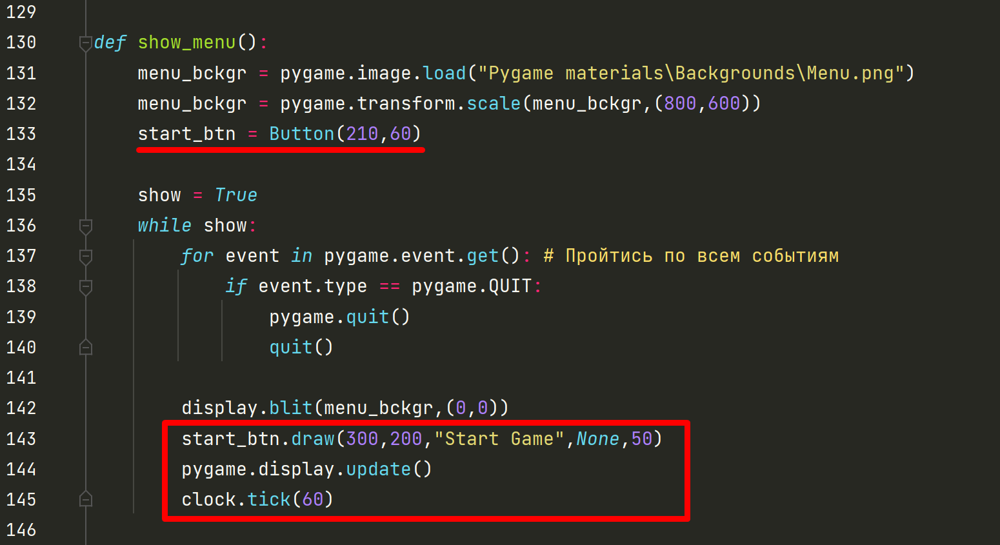 129
130 def show_menu():
131 menu_bckgr = pygame.image.load("Pygame materials\Backgrounds\Menu.png")
132 menu_bckgr = pygame.transform.scale(menu_bckgr,(800,600))
133 start_btn = Button(210,60)
134
135 show = True
136 while show:
137 for event in pygame.event.get(): # Пройтись по всем событиям
138 if event.type == pygame.QUIT:
139 pygame.quit()
140 quit()
141
142 display.blit(menu_bckgr,(0,0))
143 start_btn.draw(300,200,"Start Game",None,50)
144 pygame.display.update()
145 clock.tick(60)
146